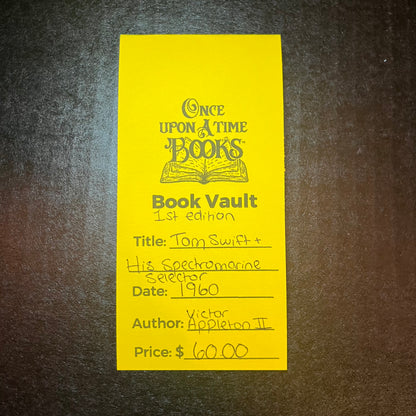 ONCE
UPON A TIME
BOOKS
Book Vault
1st edition
Title: Tom Swift +
His Spectromarine
Selector
Date: 1960
Victor
Author: Appleton II
Price: $ 60.00